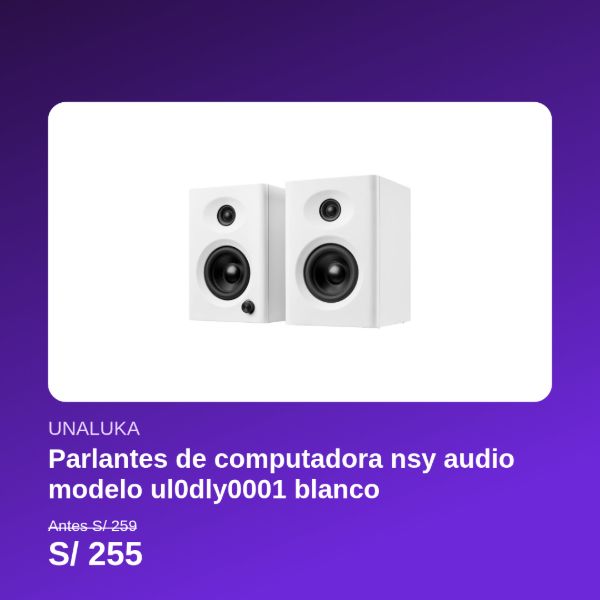 UNALUKA
Parlantes de computadora nsy audio
modelo ul0dly0001 blanco
Antes S/ 259
S/ 255